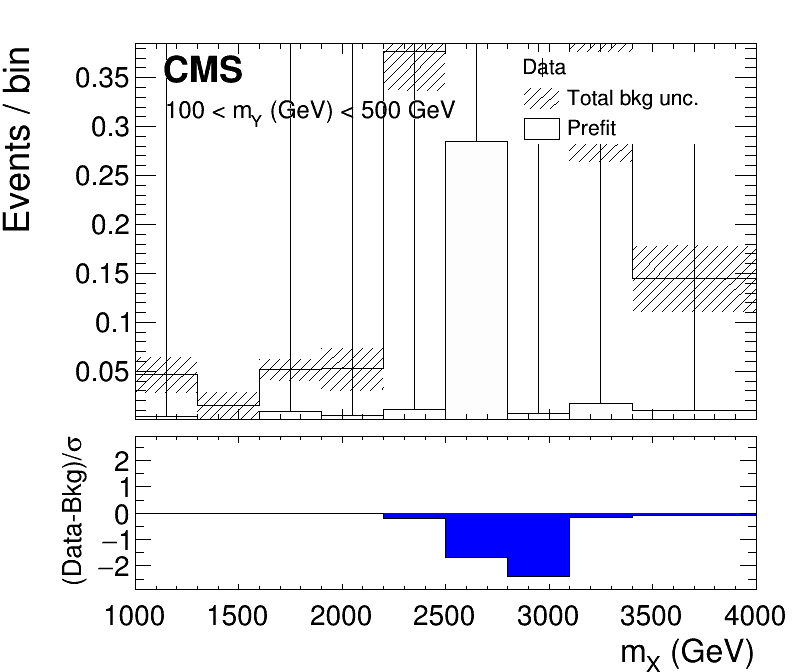 Events / bin
0.35
0.3
0.25
0.2
0.15
0.1
0.05
CMS
100 < mY (GeV) < 500 GeV
Data
Total bkg unc.
Prefit
(Data-Bkg)/σ
2
1
0
−1
−2
1000 1500 2000 2500 3000 3500 4000
mX (GeV)